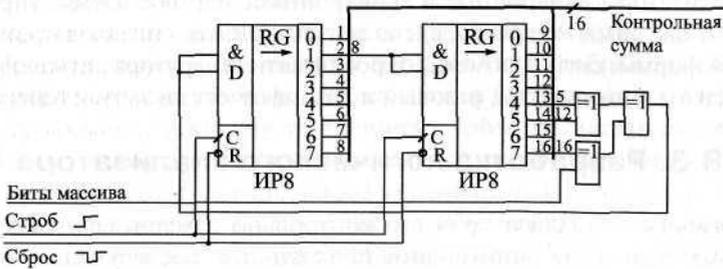 16 Контрольная
сумма
& RG 0 1
D 1 2 8
2 3
3 4
4 5
5 6
C 6 7
R 7 8
ИР8
& RG 0 9
D 1 10
2 11
3 12
4 13 5
5 14 12
C 6 15
R 7 16 16
ИР8
=1
=1
=1
Биты массива
Строб
Сброс